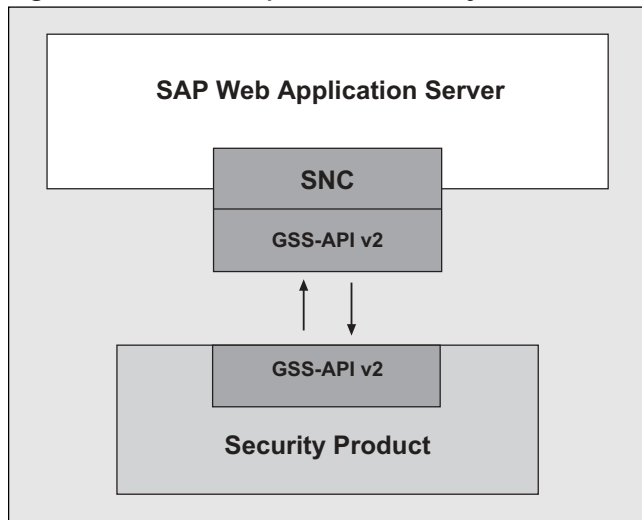 SAP Web Application Server
SNC
GSS-API v2
GSS-API v2
Security Product